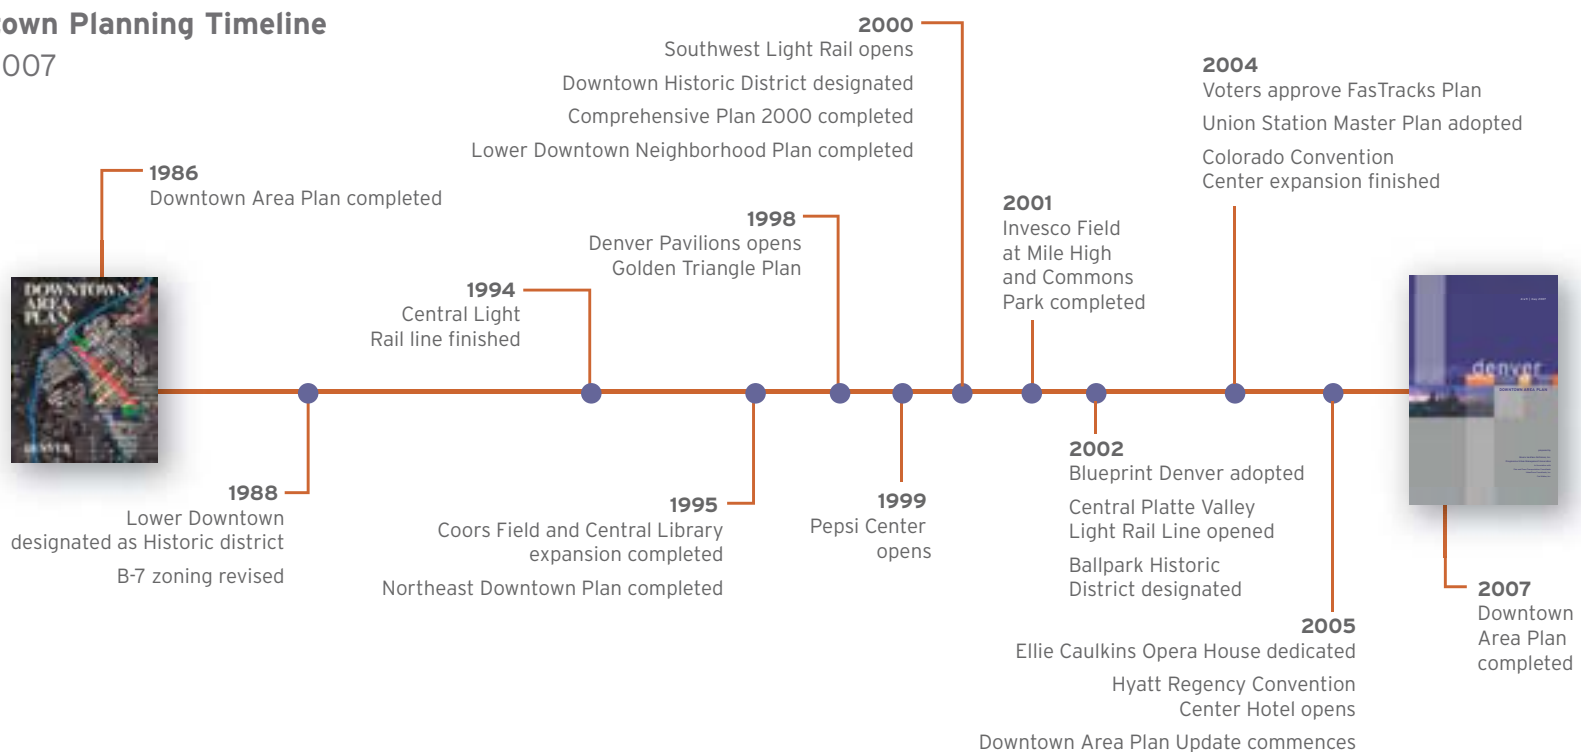 town Planning Timeline
007
1986
Downtown Area Plan completed
DOWNTOWN
AREA
PLAN
DENVER
1988
Lower Downtown
designated as Historic district
B-7 zoning revised
1994
Central Light
Rail line finished
1995
Coors Field and Central Library
expansion completed
Northeast Downtown Plan completed
1998
Denver Pavilions opens
Golden Triangle Plan
1999
Pepsi Center
opens
2000
Southwest Light Rail opens
Downtown Historic District designated
Comprehensive Plan 2000 completed
Lower Downtown Neighborhood Plan completed
2001
Invesco Field
at Mile High
and Commons
Park completed
2002
Blueprint Denver adopted
Central Platte Valley
Light Rail Line opened
Ballpark Historic
District designated
2004
Voters approve FasTracks Plan
Union Station Master Plan adopted
Colorado Convention
Center expansion finished
2005
Ellie Caulkins Opera House dedicated
Hyatt Regency Convention
Center Hotel opens
Downtown Area Plan Update commences
denver
DOWNTOWN AREA PLAN
2007
Downtown
Area Plan
completed